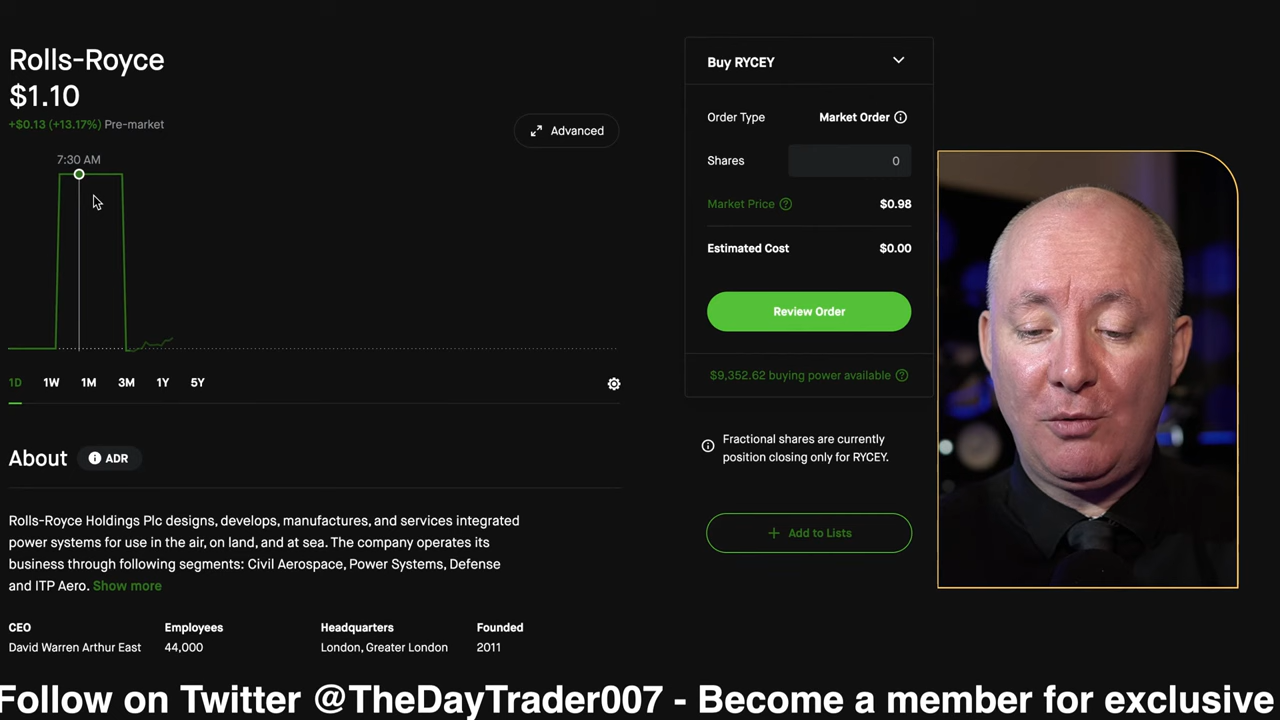 Rolls-Royce
$1.10
+$0.13 (+13.17%) Pre-market
Advanced
7:30 AM
1D 1W 1M 3M 1Y 5Y
About ADR
Rolls-Royce Holdings Plc designs, develops, manufactures, and services integrated
power systems for use in the air, on land, and at sea. The company operates its
business through following segments: Civil Aerospace, Power Systems, Defense
and ITP Aero. Show more
CEO Employees Headquarters Founded
David Warren Arthur East 44,000 London, Greater London 2011
Buy RYCEY
Order Type Market Order
Shares 0
Market Price $0.98
Estimated Cost $0.00
Review Order
$9,352.62 buying power available
Fractional shares are currently
position closing only for RYCEY.
+ Add to Lists
Follow on Twitter @TheDayTrader007 - Become a member for exclusive